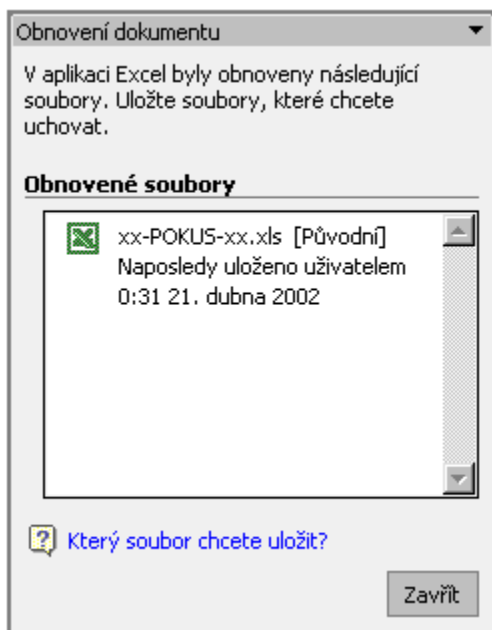 Obnovení dokumentu
V aplikaci Excel byly obnoveny následující
soubory. Uložte soubory, které chcete
uchovat.
Obnovené soubory
xx-POKUS-xx.xls [Původní]
Naposledy uloženo uživatelem
0:31 21. dubna 2002
Který soubor chcete uložit?
Zavřít